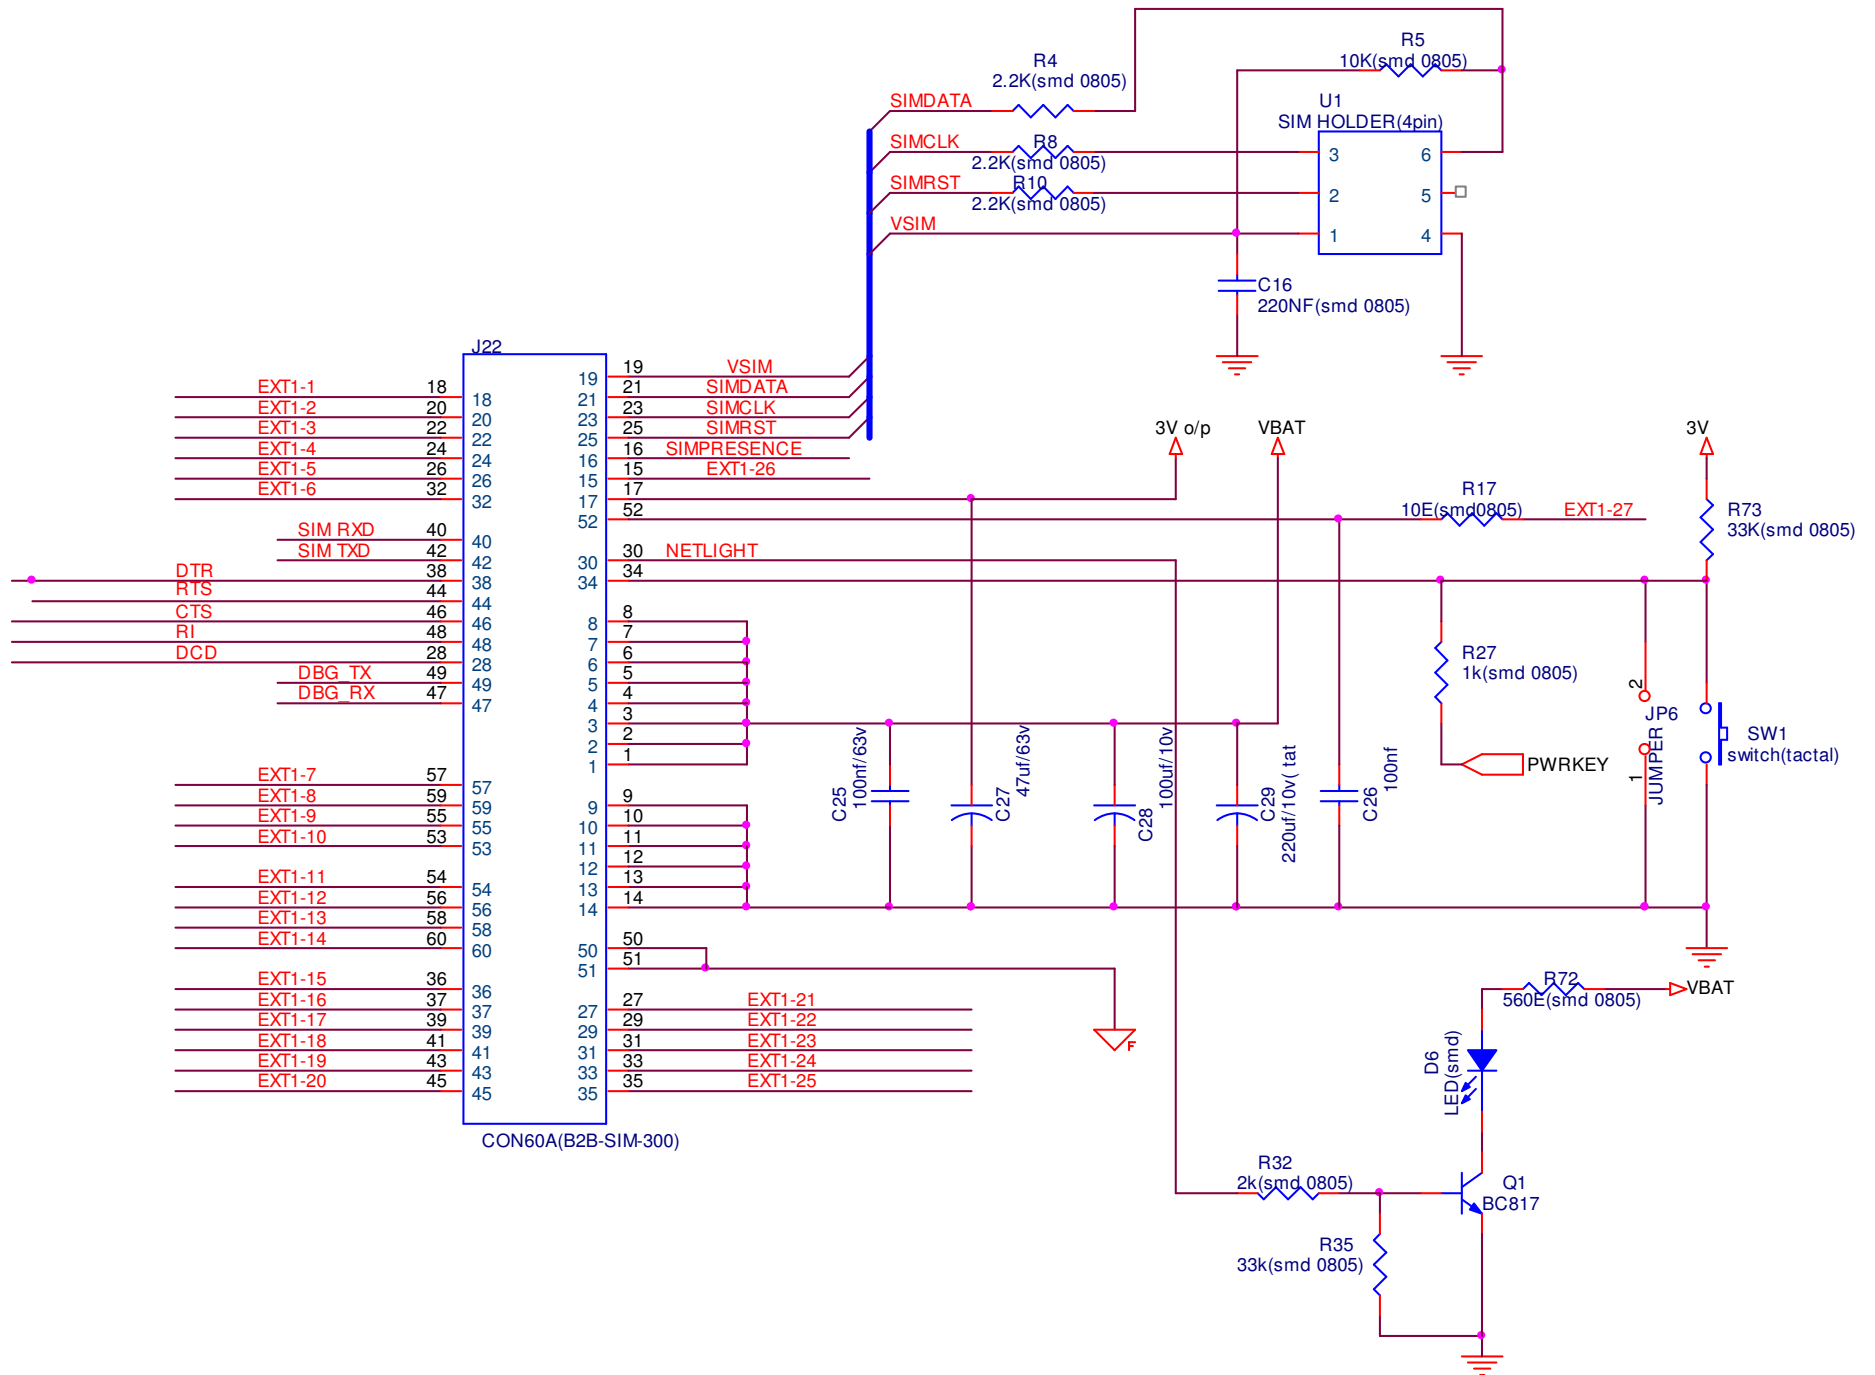 R4
2.2K(smd 0805)
R5
10K(smd 0805)
SIMDATA
U1
SIM HOLDER(4pin)
SIMCLK
R8
2.2K(smd 0805)
3
6
SIMRST
R10
2.2K(smd 0805)
2
5
VSIM
1
4
C16
220NF(smd 0805)
J22
EXT1-1 18 18
EXT1-2 20 20
EXT1-3 22 22
EXT1-4 24 24
EXT1-5 26 26
EXT1-6 32 32
SIM RXD 40 40
SIM TXD 42 42
DTR 38 38
RTS 44 44
CTS 46 46
RI 48 48
DCD 28 28
DBG_TX 49 49
DBG_RX 47 47
EXT1-7 57 57
EXT1-8 59 59
EXT1-9 55 55
EXT1-10 53 53
EXT1-11 54 54
EXT1-12 56 56
EXT1-13 58 58
EXT1-14 60 60
EXT1-15 36 36
EXT1-16 37 37
EXT1-17 39 39
EXT1-18 41 41
EXT1-19 43 43
EXT1-20 45 45
19 19 VSIM
21 21 SIMDATA
23 23 SIMCLK
25 25 SIMRST
16 16 SIMPRESENCE
15 15 EXT1-26
17 17
52 52
30 30 NETLIGHT
34 34
8 8
7 7
6 6
5 5
4 4
3 3
2 2
1 1
9 9
10 10
11 11
12 12
13 13
14 14
50 50
51 51
27 27 EXT1-21
29 29 EXT1-22
31 31 EXT1-23
33 33 EXT1-24
35 35 EXT1-25
CON60A(B2B-SIM-300)
3V o/p
VBAT
3V
R17
10E(smd0805)
EXT1-27
R73
33K(smd 0805)
R27
1k(smd 0805)
PWRKEY
2
JP6
1
JUMPER
SW1
switch(tactal)
C25
100nf/63v
C27
47uf/63v
C28
100uf/10v
C29
220uf/10v( tat
C26
100nf
F
R72
560E(smd 0805)
VBAT
D6
LED(smd)
R32
2k(smd 0805)
Q1
BC817
R35
33k(smd 0805)